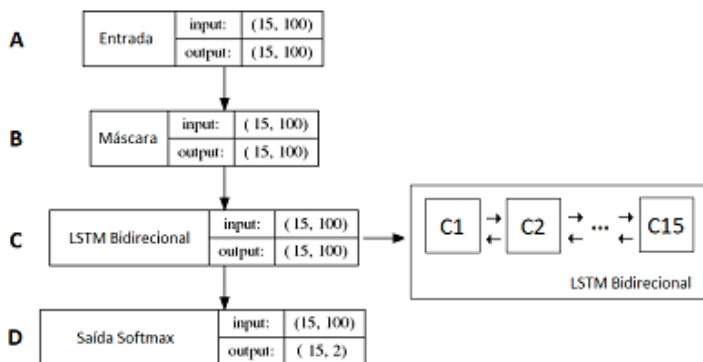 A
Entrada
input: (15, 100)
output: (15, 100)
B
Máscara
input: ( 15, 100)
output: ( 15, 100)
C
LSTM Bidirecional
input: (15, 100)
output: (15, 100)
C1 C2 ... C15
LSTM Bidirecional
D
Saída Softmax
input: (15, 100)
output: ( 15, 2)